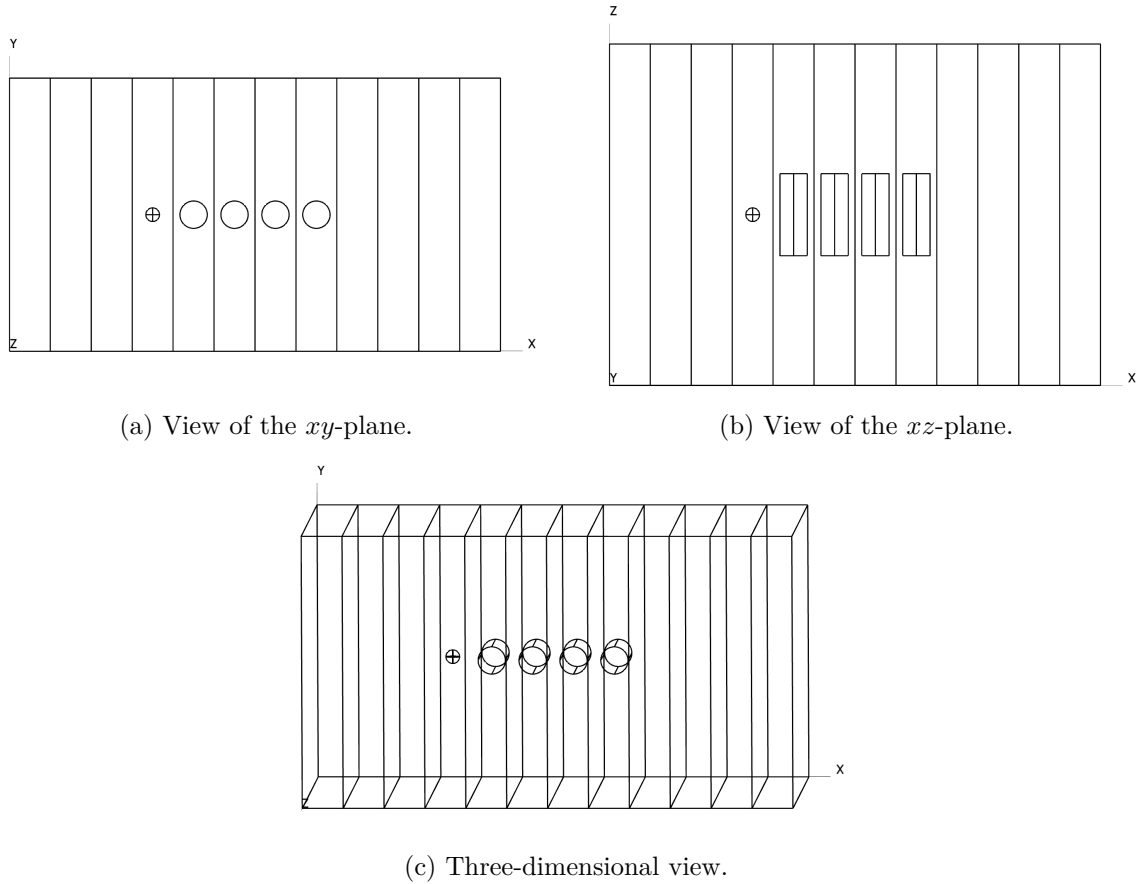 Y
Z
X
(a) View of the xy-plane.
Z
Y
X
(b) View of the xz-plane.
Y
Z
X
(c) Three-dimensional view.